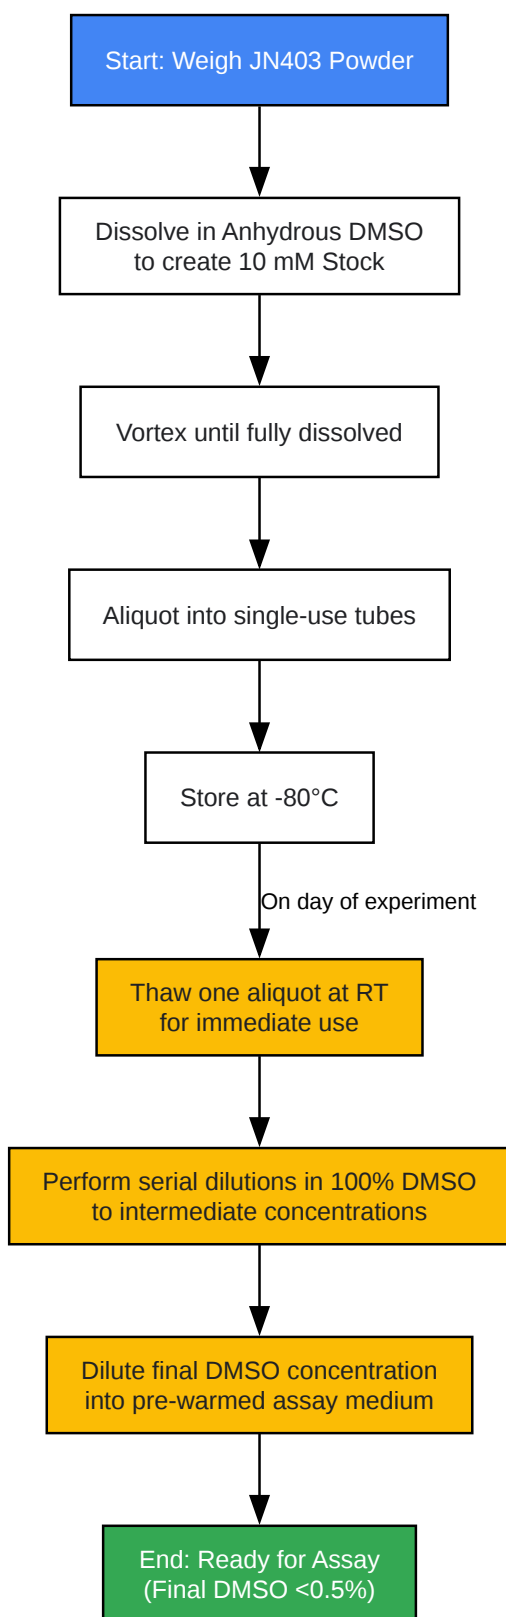 Start: Weigh JN403 Powder
Dissolve in Anhydrous DMSO
to create 10 mM Stock
Vortex until fully dissolved
Aliquot into single-use tubes
Store at -80°C
On day of experiment
Thaw one aliquot at RT
for immediate use
Perform serial dilutions in 100% DMSO
to intermediate concentrations
Dilute final DMSO concentration
into pre-warmed assay medium
End: Ready for Assay
(Final DMSO <0.5%)